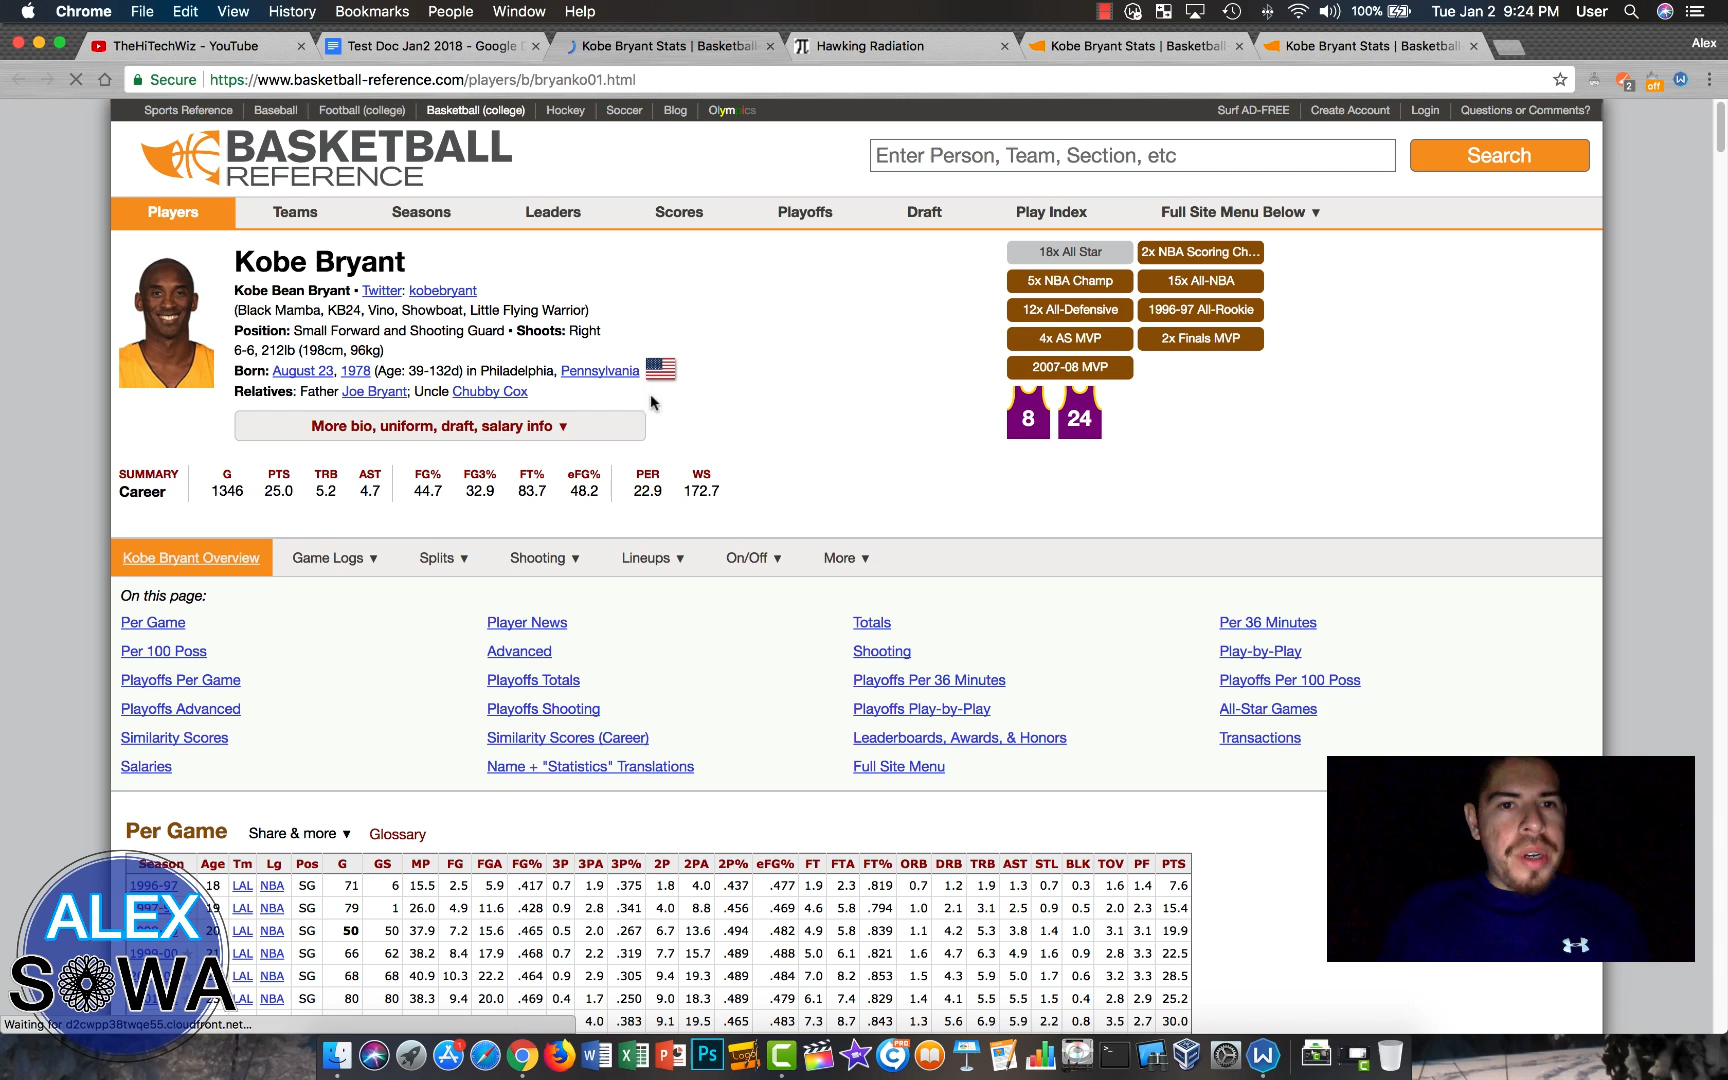 Chrome File Edit View History Bookmarks People Window Help 100% Tue Jan 2 9:24 PM User
TheHiTechWiz - YouTube Test Doc Jan2 2018 - Google D Kobe Bryant Stats | Basketball Hawking Radiation Kobe Bryant Stats | Basketball- Kobe Bryant Stats | Basketball- Alex
Secure https://www.basketball-reference.com/players/b/bryanko01.html 2 off
Sports Reference Baseball Football (college) Basketball (college) Hockey Soccer Blog Olympics Surf AD-FREE Create Account Login Questions or Comments?
BASKETBALL
REFERENCE
Enter Person, Team, Section, etc Search
Players Teams Seasons Leaders Scores Playoffs Draft Play Index Full Site Menu Below ▼
Kobe Bryant
Kobe Bean Bryant • Twitter: kobebryant
(Black Mamba, KB24, Vino, Showboat, Little Flying Warrior)
Position: Small Forward and Shooting Guard • Shoots: Right
6-6, 212lb (198cm, 96kg)
Born: August 23, 1978 (Age: 39-132d) in Philadelphia, Pennsylvania
Relatives: Father Joe Bryant; Uncle Chubby Cox
More bio, uniform, draft, salary info ▼
18x All Star 2x NBA Scoring Ch...
5x NBA Champ 15x All-NBA
12x All-Defensive 1996-97 All-Rookie
4x AS MVP 2x Finals MVP
2007-08 MVP
8 24
SUMMARY G PTS TRB AST FG% FG3% FT% eFG% PER WS
Career 1346 25.0 5.2 4.7 44.7 32.9 83.7 48.2 22.9 172.7
Kobe Bryant Overview Game Logs ▼ Splits ▼ Shooting ▼ Lineups ▼ On/Off ▼ More ▼
On this page:
Per Game Player News Totals Per 36 Minutes
Per 100 Poss Advanced Shooting Play-by-Play
Playoffs Per Game Playoffs Totals Playoffs Per 36 Minutes Playoffs Per 100 Poss
Playoffs Advanced Playoffs Shooting Playoffs Play-by-Play All-Star Games
Similarity Scores Similarity Scores (Career) Leaderboards, Awards, & Honors Transactions
Salaries Name + "Statistics" Translations Full Site Menu
Per Game Share & more ▼ Glossary
Season Age Tm Lg Pos G GS MP FG FGA FG% 3P 3PA 3P% 2P 2PA 2P% eFG% FT FTA FT% ORB DRB TRB AST STL BLK TOV PF PTS
1996-97 18 LAL NBA SG 71 6 15.5 2.5 5.9 .417 0.7 1.9 .375 1.8 4.0 .437 .477 1.9 2.3 .819 0.7 1.2 1.9 1.3 0.7 0.3 1.6 1.4 7.6
19 LAL NBA SG 79 1 26.0 4.9 11.6 .428 0.9 2.8 .341 4.0 8.8 .456 .469 4.6 5.8 .794 1.0 2.1 3.1 2.5 0.9 0.5 2.0 2.3 15.4
20 LAL NBA SG 50 50 37.9 7.2 15.6 .465 0.5 2.0 .267 6.7 13.6 .494 .482 4.9 5.8 .839 1.1 4.2 5.3 3.8 1.4 1.0 3.1 3.1 19.9
1999-00 21 LAL NBA SG 66 62 38.2 8.4 17.9 .468 0.7 2.2 .319 7.7 15.7 .489 .488 5.0 6.1 .821 1.6 4.7 6.3 4.9 1.6 0.9 2.8 3.3 22.5
LAL NBA SG 68 68 40.9 10.3 22.2 .464 0.9 2.9 .305 9.4 19.3 .489 .484 7.0 8.2 .853 1.5 4.3 5.9 5.0 1.7 0.6 3.2 3.3 28.5
LAL NBA SG 80 80 38.3 9.4 20.0 .469 0.4 1.7 .250 9.0 18.3 .489 .479 6.1 7.4 .829 1.4 4.1 5.5 5.5 1.5 0.4 2.8 2.9 25.2
4.0 .383 9.1 19.5 .465 .483 7.3 8.7 .843 1.3 5.6 6.9 5.9 2.2 0.8 3.5 2.7 30.0
ALEX
SOWA
Waiting for d2cwpp38twqe55.cloudfront.net...